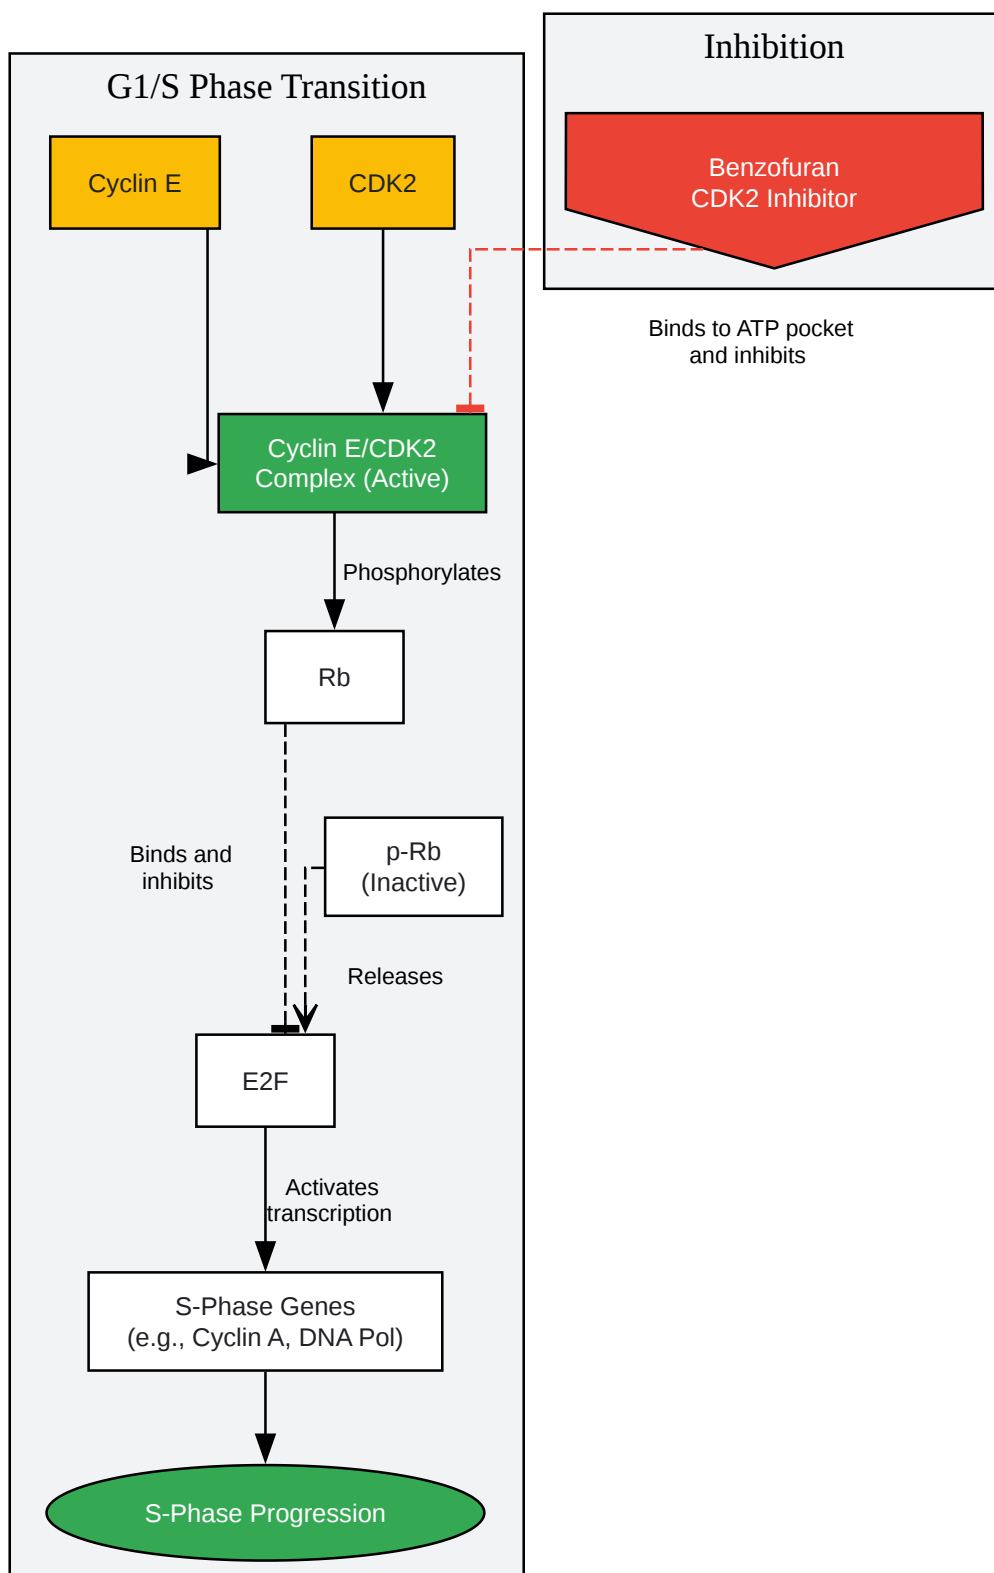 Inhibition
G1/S Phase Transition
Benzofuran
CDK2 Inhibitor
Cyclin E
CDK2
Binds to ATP pocket
and inhibits
Cyclin E/CDK2
Complex (Active)
Phosphorylates
Rb
p-Rb
(Inactive)
Binds and
inhibits
Releases
E2F
Activates
transcription
S-Phase Genes
(e.g., Cyclin A, DNA Pol)
S-Phase Progression